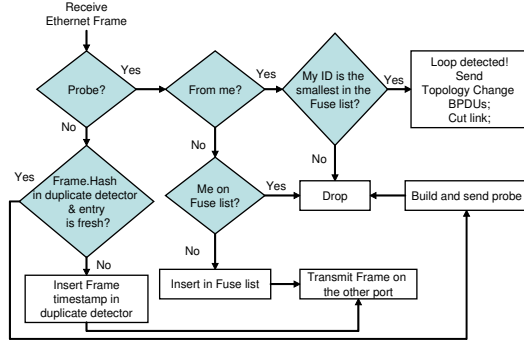 Receive
Ethernet Frame
Probe?
Yes
From me?
Yes
My ID is the
smallest in the
Fuse list?
Yes
Loop detected!
Send
Topology Change
BPDUs;
Cut link;
No
No
No
Yes
Frame.Hash
in duplicate detector
& entry
is fresh?
Me on
Fuse list?
Yes
Drop
Build and send probe
No
No
Insert Frame
timestamp in
duplicate detector
Insert in Fuse list
Transmit Frame on
the other port